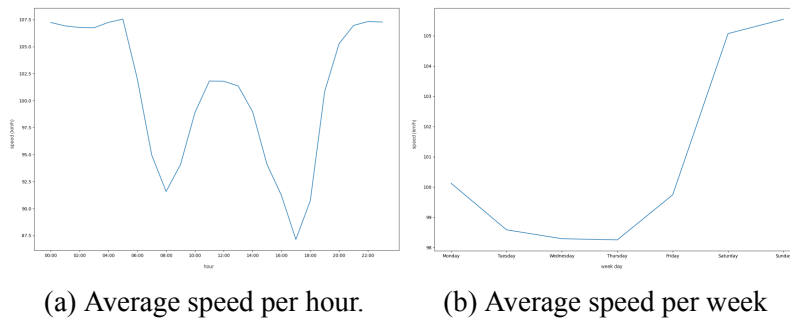 107.5
105.0
102.5
100.0
97.5
95.0
92.5
90.0
87.5
speed (km/h)
00:00 02:00 04:00 06:00 08:00 10:00 12:00 14:00 16:00 18:00 20:00 22:00
hour
(a) Average speed per hour.
105
104
103
102
101
100
99
98
speed (km/h)
Monday Tuesday Wednesday Thursday Friday Saturday Sunday
week day
(b) Average speed per week